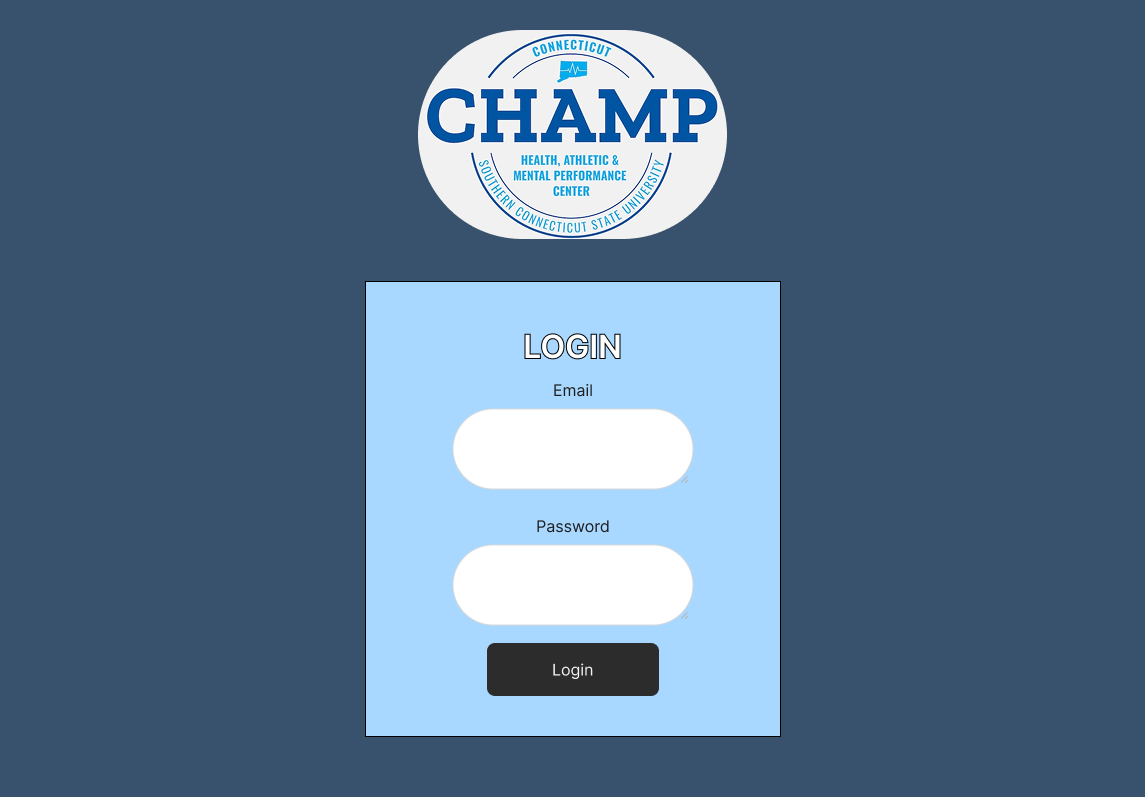 CONNECTICUT
CHAMP
HEALTH, ATHLETIC &
MENTAL PERFORMANCE
CENTER
SOUTHERN CONNECTICUT STATE UNIVERSITY
LOGIN
Email
Password
Login